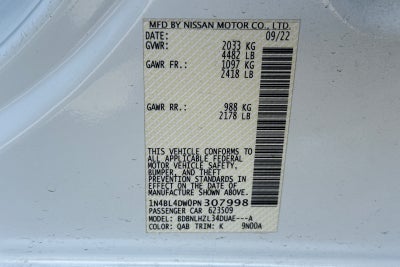 MFD BY NISSAN MOTOR CO., LTD.
DATE: 09/22
GVWR: 2033 KG
4482 LB
GAWR FR.: 1097 KG
2418 LB
GAWR RR.: 988 KG
2178 LB
THIS VEHICLE CONFORMS TO
ALL APPLICABLE FEDERAL
MOTOR VEHICLE SAFETY,
BUMPER, AND THEFT
PREVENTION STANDARDS IN
EFFECT ON THE DATE OF
MANUFACTURE SHOWN ABOVE.
1N4BL4DW0PN307998
PASSENGER CAR 623509
MODEL: BDBNLHZL34DUAE---A
COLOR: QAB TRIM: K 9N00A